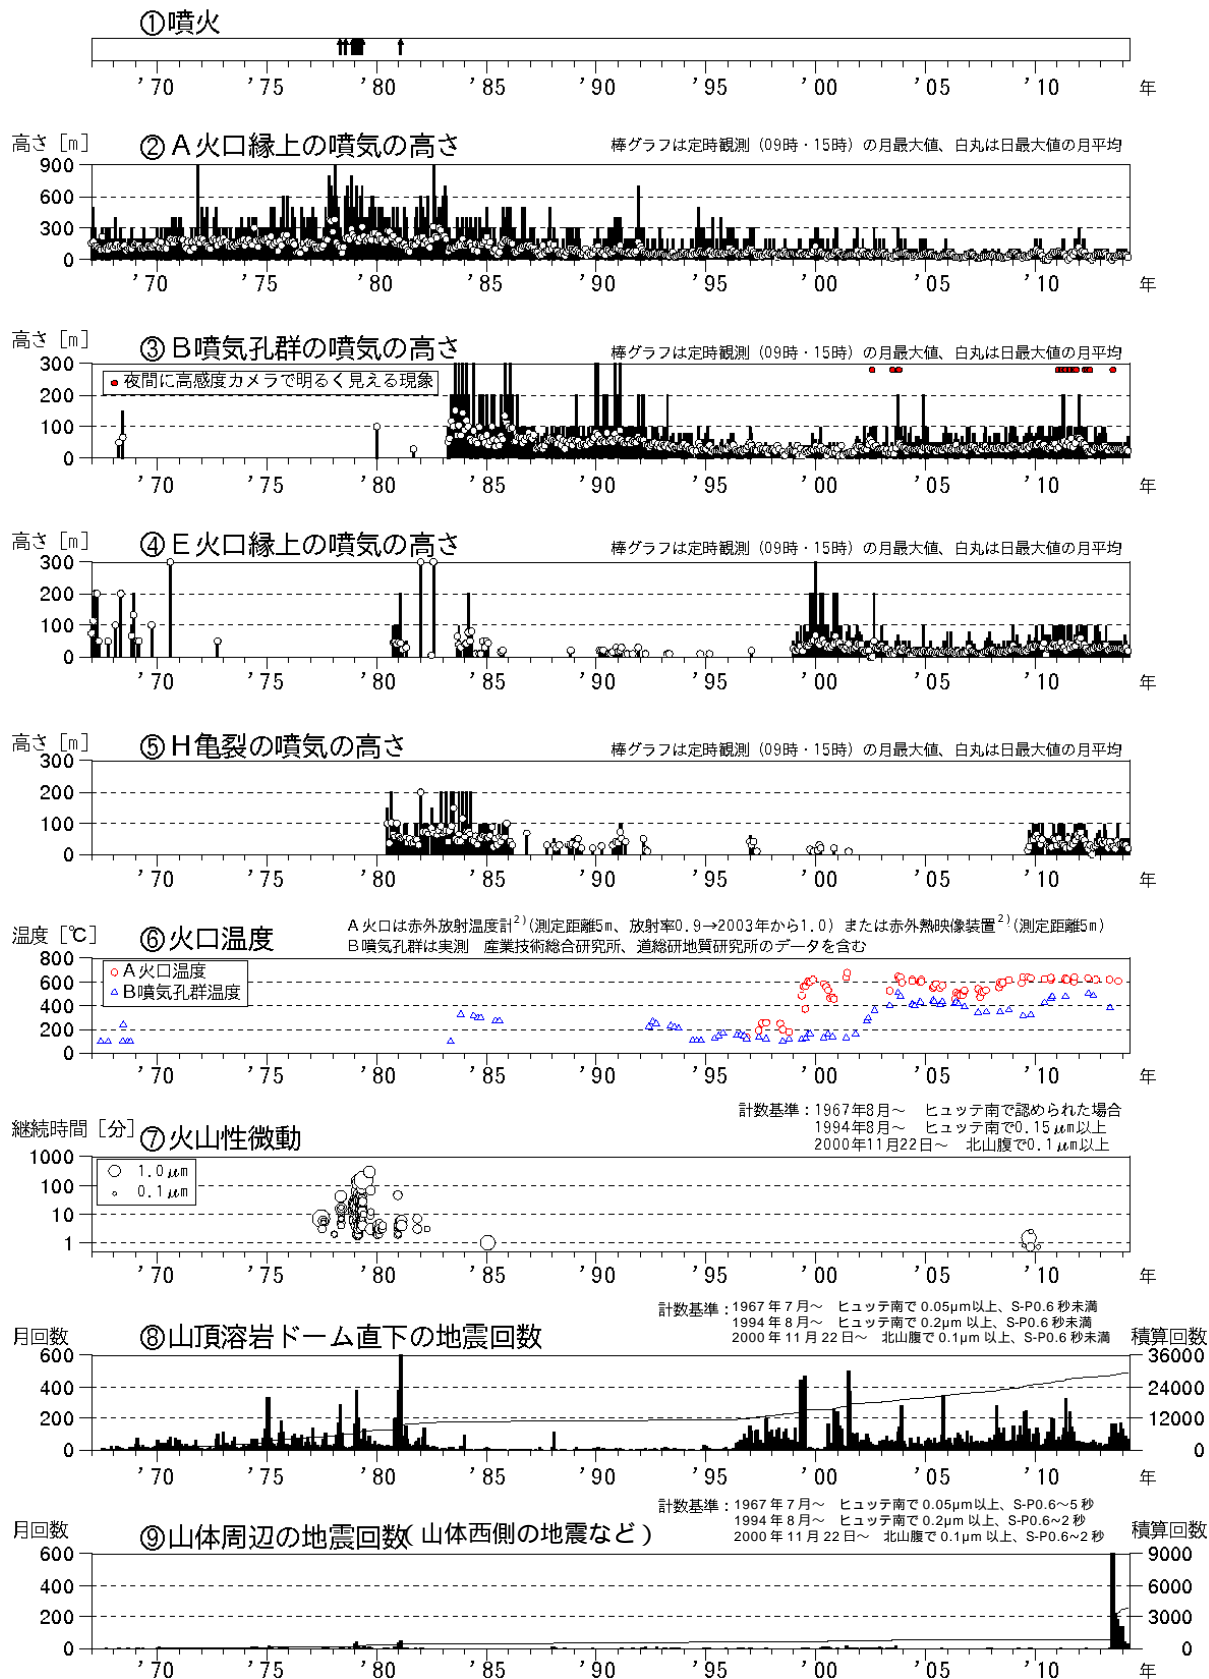 ①噴火
'70 '75 '80 '85 '90 '95 '00 '05 '10 年
高さ [m] ②A火口縁上の噴気の高さ 棒グラフは定時観測（09時・15時）の月最大値、白丸は日最大値の月平均
900
600
300
0
'70 '75 '80 '85 '90 '95 '00 '05 '10 年
高さ [m] ③B噴気孔群の噴気の高さ 棒グラフは定時観測（09時・15時）の月最大値、白丸は日最大値の月平均
300
夜間に高感度カメラで明るく見える現象
200
100
0
'70 '75 '80 '85 '90 '95 '00 '05 '10 年
高さ [m] ④E火口縁上の噴気の高さ 棒グラフは定時観測（09時・15時）の月最大値、白丸は日最大値の月平均
300
200
100
0
'70 '75 '80 '85 '90 '95 '00 '05 '10 年
高さ [m] ⑤H亀裂の噴気の高さ 棒グラフは定時観測（09時・15時）の月最大値、白丸は日最大値の月平均
300
200
100
0
'70 '75 '80 '85 '90 '95 '00 '05 '10 年
温度 [℃] ⑥火口温度 A火口は赤外放射温度計2)(測定距離5m、放射率0.9→2003年から1.0) または赤外熱映像装置2)(測定距離5m)
B噴気孔群は実測 産業技術総合研究所、道総研地質研究所のデータを含む
800
A火口温度
600
B噴気孔群温度
400
200
0
'70 '75 '80 '85 '90 '95 '00 '05 '10 年
継続時間 [分] ⑦火山性微動 計数基準：1967年8月～ ヒュッテ南で認められた場合
1994年8月～ ヒュッテ南で0.15μm以上
2000年11月22日～ 北山腹で0.1μm以上
1000
1.0μm
100
0.1μm
10
1
'70 '75 '80 '85 '90 '95 '00 '05 '10 年
月回数 ⑧山頂溶岩ドーム直下の地震回数 計数基準：1967年7月～ ヒュッテ南で0.05μm以上、S-P0.6秒未満
1994年8月～ ヒュッテ南で0.2μm以上、S-P0.6秒未満
2000年11月22日～ 北山腹で0.1μm以上、S-P0.6秒未満 積算回数
600 36000
400 24000
200 12000
0 0
'70 '75 '80 '85 '90 '95 '00 '05 '10 年
月回数 ⑨山体周辺の地震回数(山体西側の地震など) 計数基準：1967年7月～ ヒュッテ南で0.05μm以上、S-P0.6～5秒
1994年8月～ ヒュッテ南で0.2μm以上、S-P0.6~2秒
2000年11月22日～ 北山腹で0.1μm以上、S-P0.6~2秒 積算回数
600 9000
400 6000
200 3000
0 0
'70 '75 '80 '85 '90 '95 '00 '05 '10 年